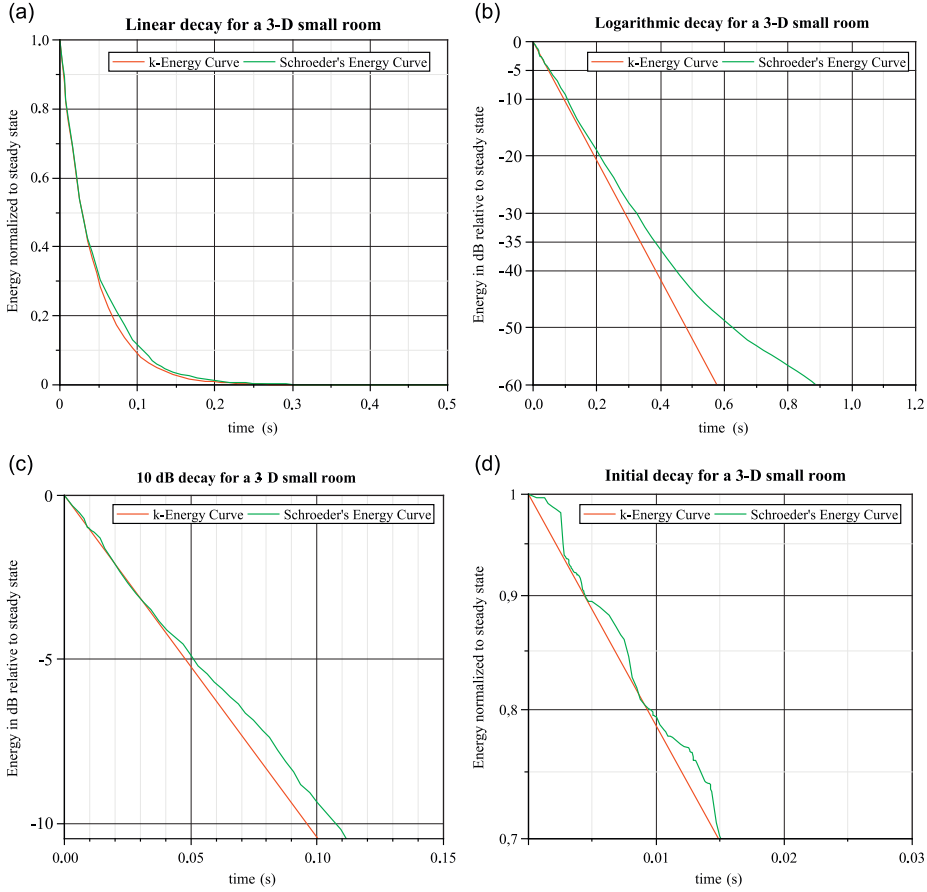 (a)
Linear decay for a 3-D small room
k-Energy Curve Schroeder's Energy Curve
Energy normalized to steady state
1,0
0.8
0.6
0.4
0.2
0
0 0,1 0,2 0,3 0,4 0,5
time (s)
(b)
Logarithmic decay for a 3-D small room
k-Energy Curve Schroeder's Energy Curve
Energy in dB relative to steady state
0
-5
-10
-20
-30
-35
-40
-50
-60
0,0 0,2 0,4 0,6 0,8 1,0 1,2
time (s)
(c)
10 dB decay for a 3- D small room
k-Energy Curve Schroeder's Energy Curve
Energy in dB relative to steady state
0
-5
-10
0.00 0.05 0.10 0.15
time (s)
(d)
Initial decay for a 3-D small room
k-Energy Curve Schroeder's Energy Curve
Energy normalized to steady state
1
0,9
0,8
0,7
0.01 0.02 0.03
time (s)